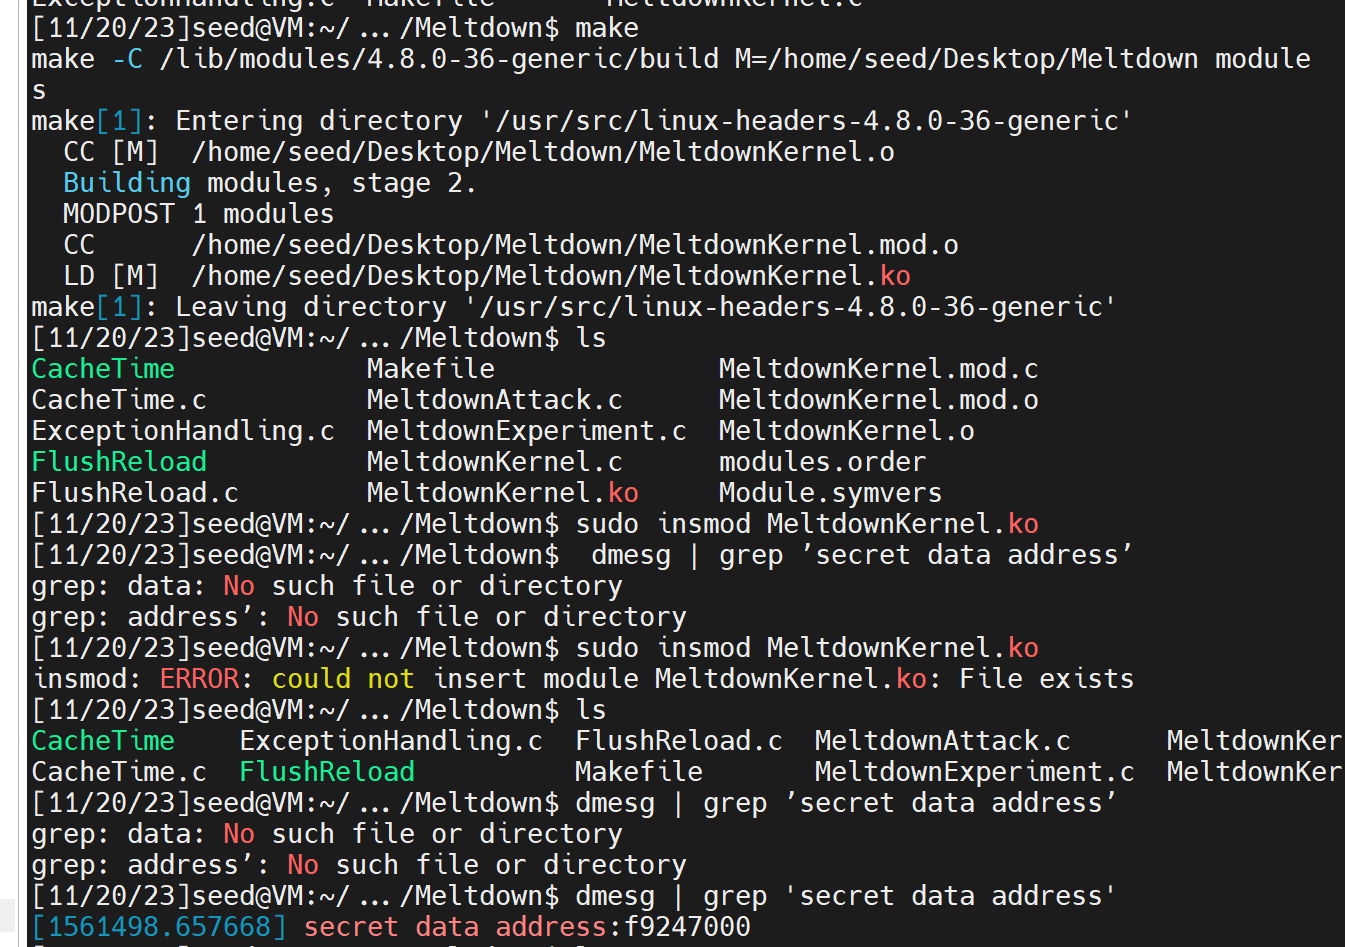 ExceptionHandling.c  Makefile       MeltdownKernel.c
[11/20/23]seed@VM:~/.../Meltdown$ make
make -C /lib/modules/4.8.0-36-generic/build M=/home/seed/Desktop/Meltdown module
s
make[1]: Entering directory '/usr/src/linux-headers-4.8.0-36-generic'
  CC [M]  /home/seed/Desktop/Meltdown/MeltdownKernel.o
  Building modules, stage 2.
  MODPOST 1 modules
  CC      /home/seed/Desktop/Meltdown/MeltdownKernel.mod.o
  LD [M]  /home/seed/Desktop/Meltdown/MeltdownKernel.ko
make[1]: Leaving directory '/usr/src/linux-headers-4.8.0-36-generic'
[11/20/23]seed@VM:~/.../Meltdown$ ls
CacheTime            Makefile              MeltdownKernel.mod.c
CacheTime.c          MeltdownAttack.c      MeltdownKernel.mod.o
ExceptionHandling.c  MeltdownExperiment.c  MeltdownKernel.o
FlushReload          MeltdownKernel.c      modules.order
FlushReload.c        MeltdownKernel.ko     Module.symvers
[11/20/23]seed@VM:~/.../Meltdown$ sudo insmod MeltdownKernel.ko
[11/20/23]seed@VM:~/.../Meltdown$  dmesg | grep ’secret data address’
grep: data: No such file or directory
grep: address’: No such file or directory
[11/20/23]seed@VM:~/.../Meltdown$ sudo insmod MeltdownKernel.ko
insmod: ERROR: could not insert module MeltdownKernel.ko: File exists
[11/20/23]seed@VM:~/.../Meltdown$ ls
CacheTime    ExceptionHandling.c  FlushReload.c  MeltdownAttack.c      MeltdownKer
CacheTime.c  FlushReload          Makefile       MeltdownExperiment.c  MeltdownKer
[11/20/23]seed@VM:~/.../Meltdown$ dmesg | grep ’secret data address’
grep: data: No such file or directory
grep: address’: No such file or directory
[11/20/23]seed@VM:~/.../Meltdown$ dmesg | grep 'secret data address'
[1561498.657668] secret data address:f9247000